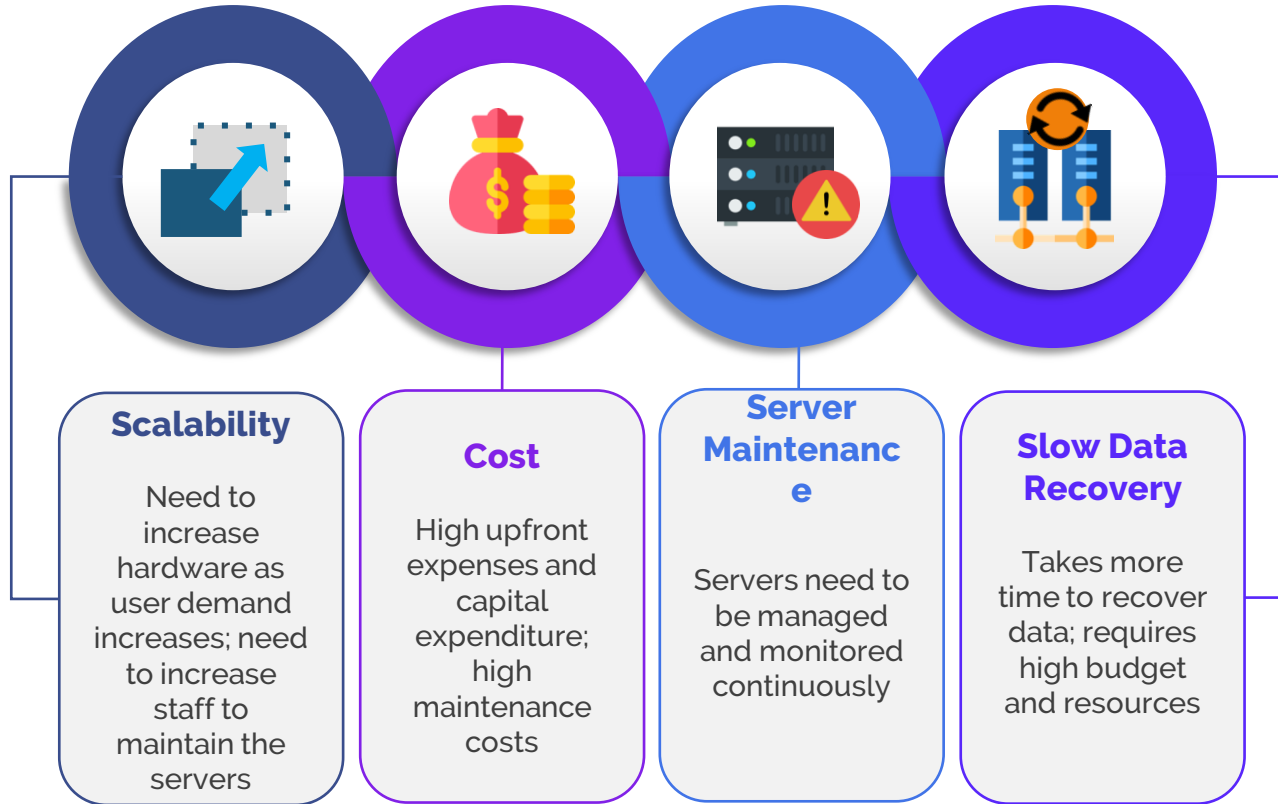 Scalability
Need to
increase
hardware as
user demand
increases; need
to increase
staff to
maintain the
servers
Cost
High upfront
expenses and
capital
expenditure;
high
maintenance
costs
Server
Maintenanc
e
Servers need to
be managed
and monitored
continuously
Slow Data
Recovery
Takes more
time to recover
data; requires
high budget
and resources